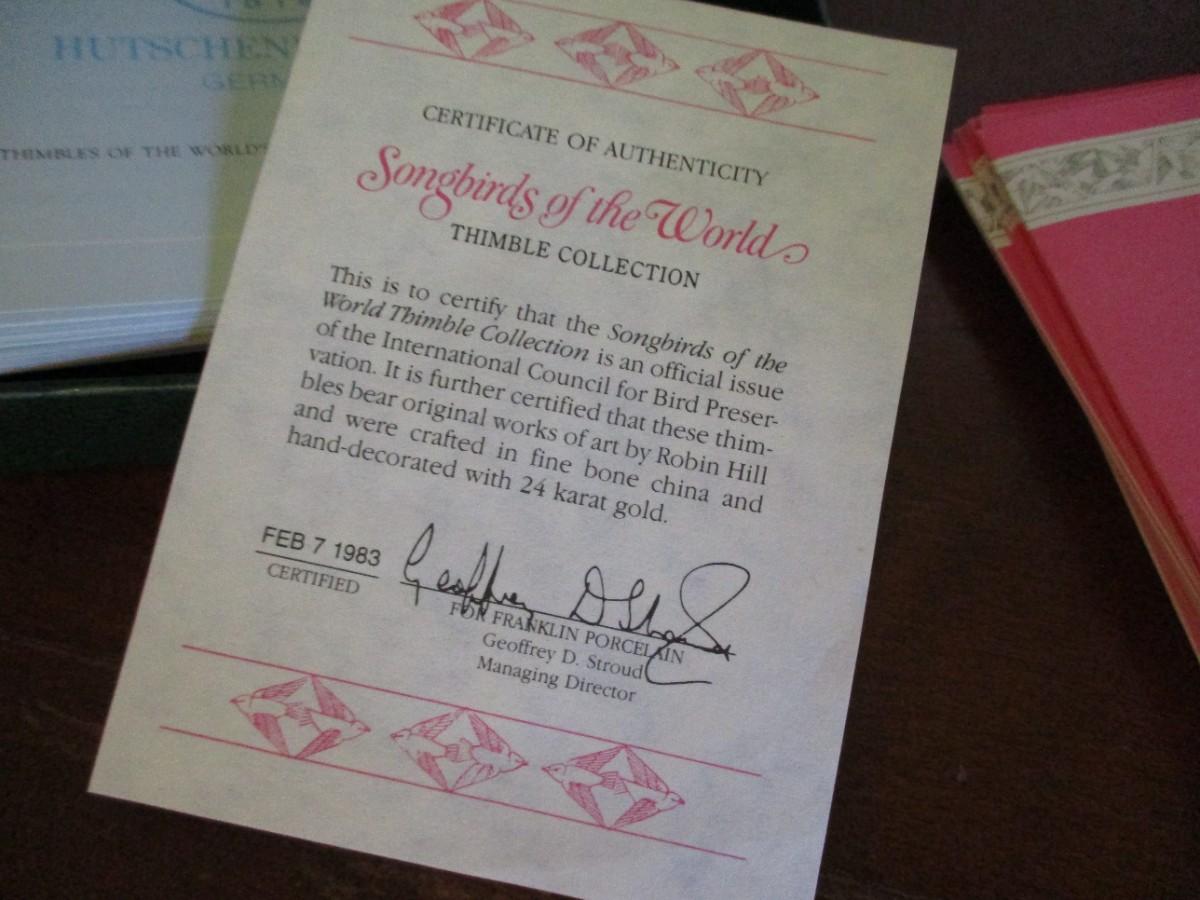 HUTSCHEN
GERM
THIMBLES OF THE WORLD'S
CERTIFICATE OF AUTHENTICITY
Songbirds of the World
THIMBLE COLLECTION
This is to certify that the Songbirds of the
World Thimble Collection is an official issue
of the International Council for Bird Preser-
vation. It is further certified that these thim-
bles bear original works of art by Robin Hill
and were crafted in fine bone china and
hand-decorated with 24 karat gold.
FEB 7 1983
CERTIFIED
Geoffrey D Stroud
FOR FRANKLIN PORCELAIN
Geoffrey D. Stroud
Managing Director